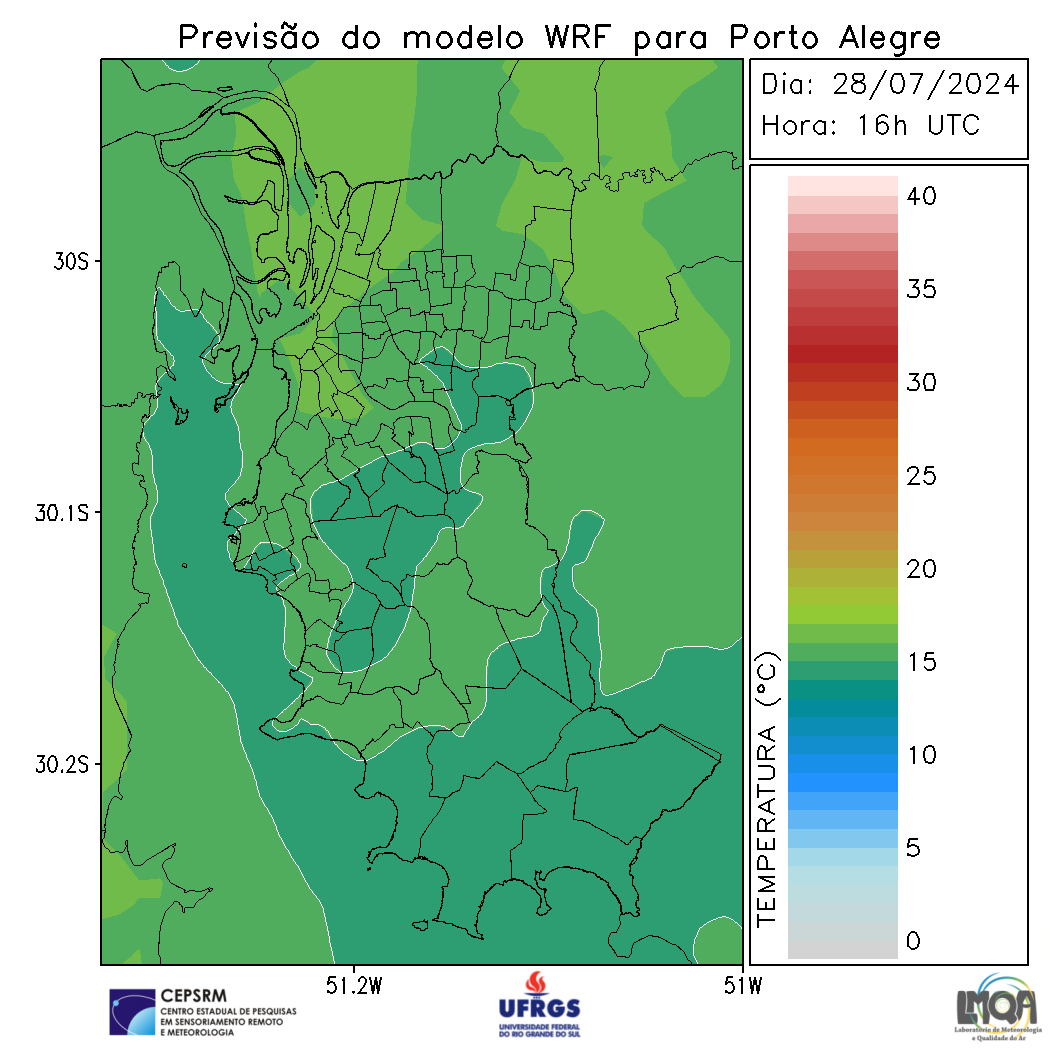 Previsão do modelo WRF para Porto Alegre
Dia: 28/07/2024
Hora: 16h UTC
40
35
30
25
20
15
10
5
0
TEMPERATURA (°C)
30S
30.1S
30.2S
51.2W
51W
CEPSRM
CENTRO ESTADUAL DE PESQUISAS
EM SENSORIAMENTO REMOTO
E METEOROLOGIA
UFRGS
UNIVERSIDADE FEDERAL
DO RIO GRANDE DO SUL
LMQA
Laboratório de Meteorologia
e Qualidade do Ar